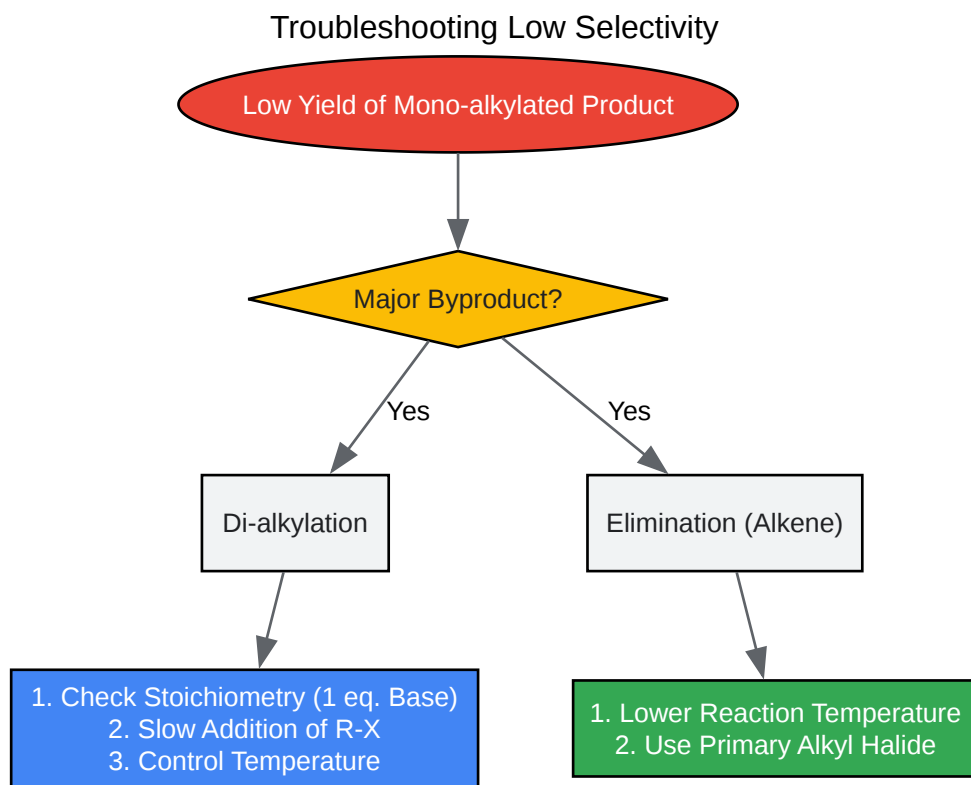 Troubleshooting Low Selectivity
Low Yield of Mono-alkylated Product
Major Byproduct?
Yes
Yes
Di-alkylation
Elimination (Alkene)
1. Check Stoichiometry (1 eq. Base)
2. Slow Addition of R-X
3. Control Temperature
1. Lower Reaction Temperature
2. Use Primary Alkyl Halide